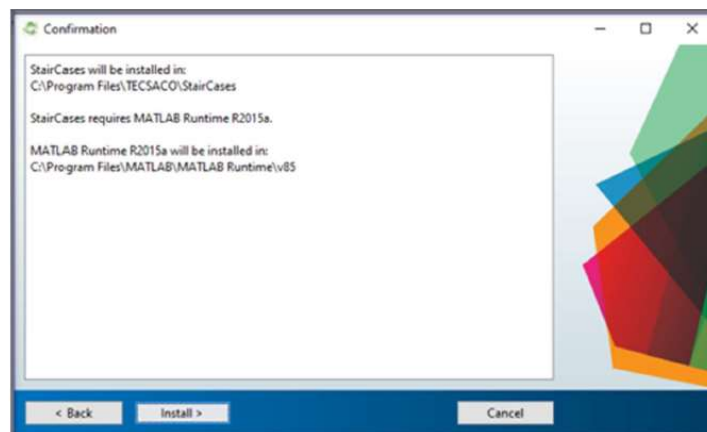 Confirmation
StairCases will be installed in:
C:\Program Files\TECSACO\StairCases
StairCases requires MATLAB Runtime R2015a.
MATLAB Runtime R2015a will be installed in:
C:\Program Files\MATLAB\MATLAB Runtime\v85
< Back
Install >
Cancel